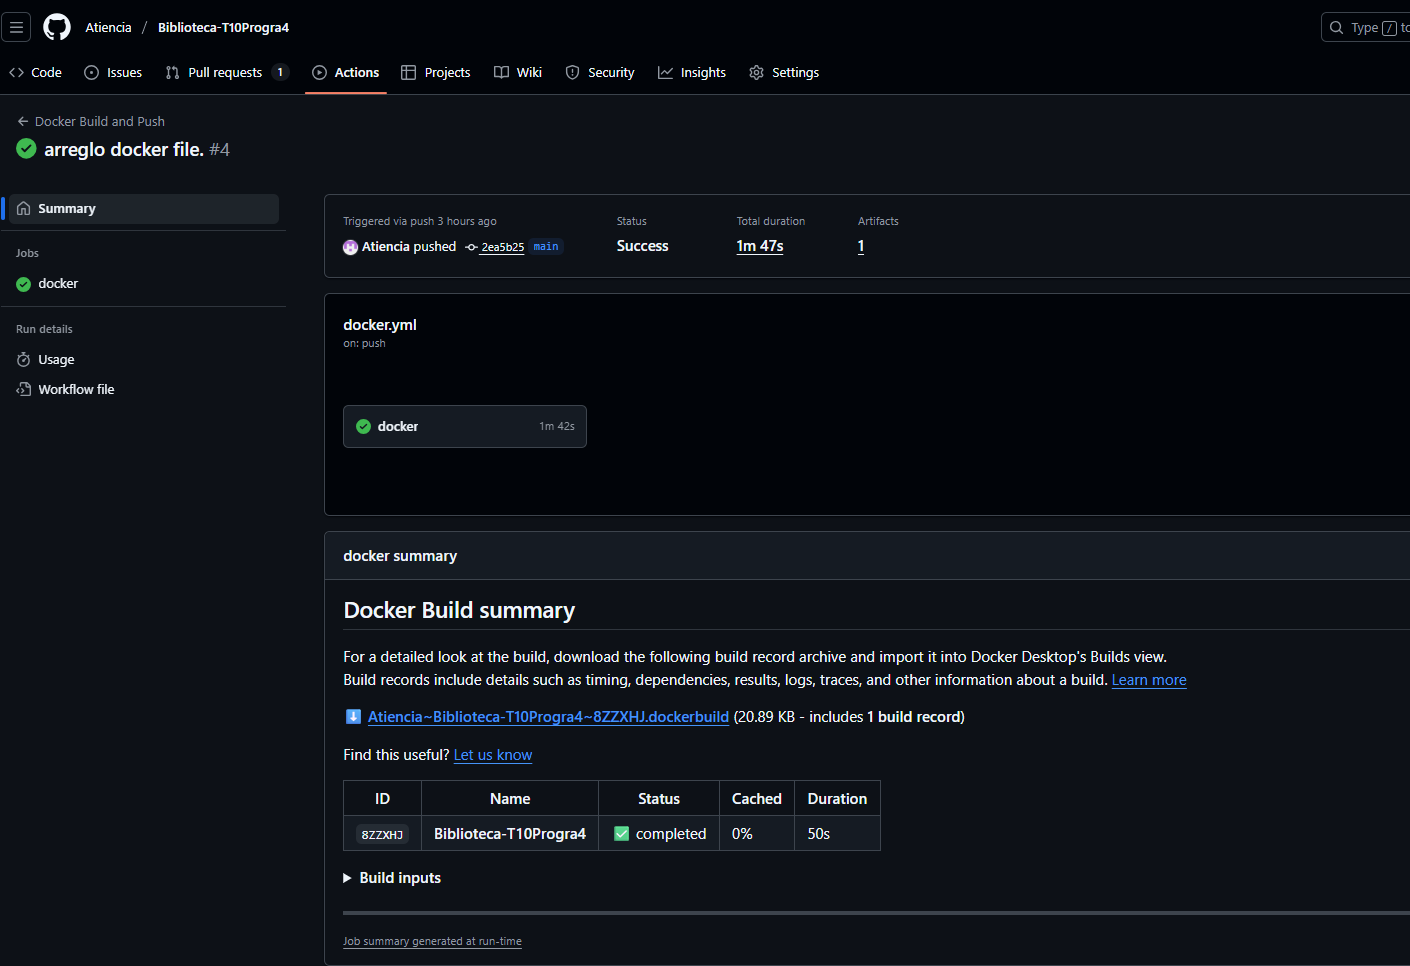 Atiencia / Biblioteca-T10Progra4
Type / to
Code Issues Pull requests 1 Actions Projects Wiki Security Insights Settings
Docker Build and Push
arreglo docker file. #4
Summary
Jobs
docker
Run details
Usage
Workflow file
Triggered via push 3 hours ago
Atiencia pushed 2ea5b25 main
Status
Success
Total duration
1m 47s
Artifacts
1
docker.yml
on: push
docker 1m 42s
docker summary
Docker Build summary
For a detailed look at the build, download the following build record archive and import it into Docker Desktop's Builds view.
Build records include details such as timing, dependencies, results, logs, traces, and other information about a build. Learn more
Atiencia~Biblioteca-T10Progra4~8ZZXHJ.dockerbuild (20.89 KB - includes 1 build record)
Find this useful? Let us know
ID Name Status Cached Duration
8ZZXHJ Biblioteca-T10Progra4 completed 0% 50s
Build inputs
Job summary generated at run-time